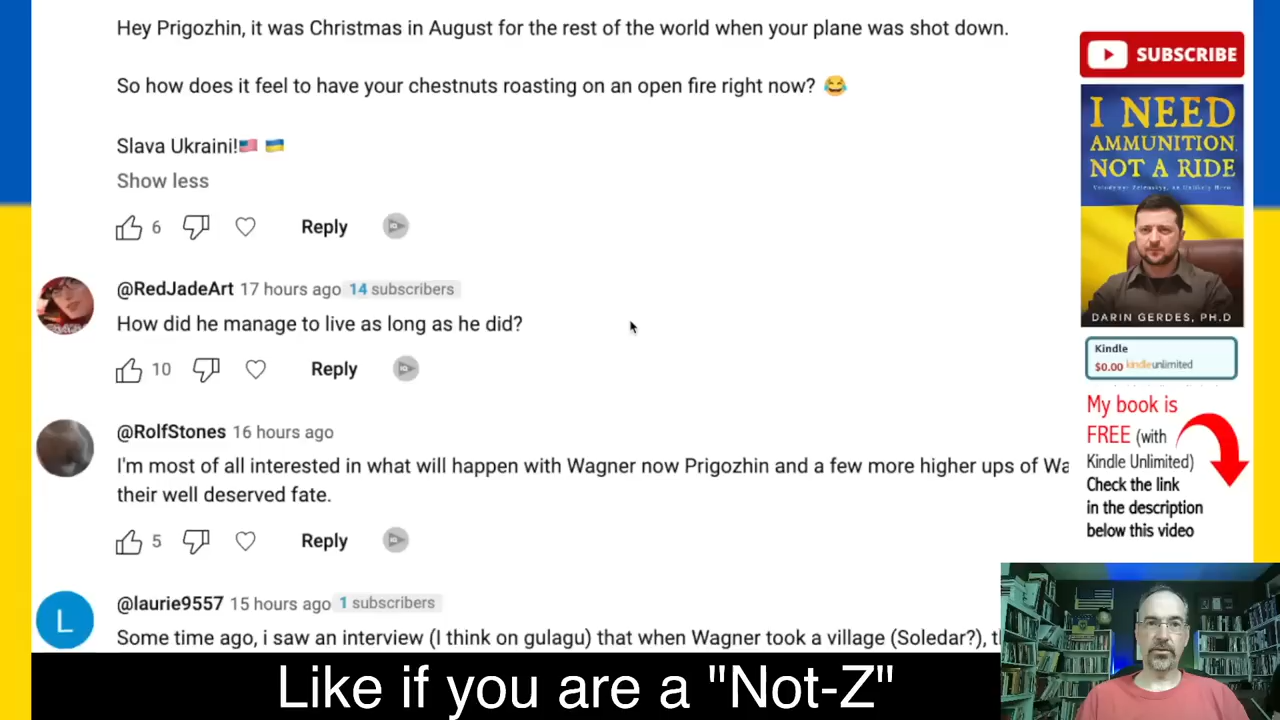 Hey Prigozhin, it was Christmas in August for the rest of the world when your plane was shot down.
So how does it feel to have your chestnuts roasting on an open fire right now? 😂
Slava Ukraini!🇺🇸 🇺🇦
Show less
6
Reply
@RedJadeArt 17 hours ago 14 subscribers
How did he manage to live as long as he did?
10
Reply
@RolfStones 16 hours ago
I'm most of all interested in what will happen with Wagner now Prigozhin and a few more higher ups of Wa
their well deserved fate.
5
Reply
L
@laurie9557 15 hours ago 1 subscribers
Some time ago, i saw an interview (I think on gulagu) that when Wagner took a village (Soledar?), t
SUBSCRIBE
I NEED
AMMUNITION,
NOT A RIDE
Volodymyr Zelenskyy, An Unlikely Hero
DARIN GERDES, PH.D
Kindle
$0.00 kindleunlimited
My book is
FREE (with
Kindle Unlimited)
Check the link
in the description
below this video
Like if you are a "Not-Z"